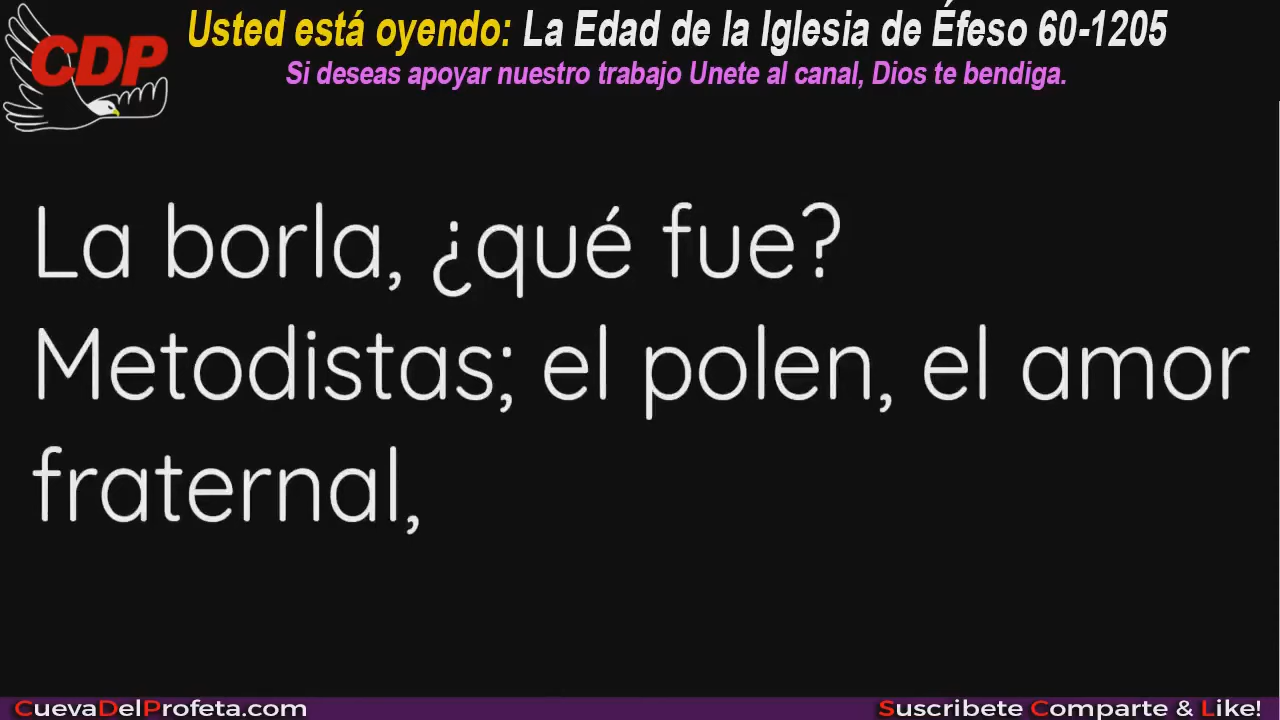 CDP
Usted está oyendo: La Edad de la Iglesia de Éfeso 60-1205
Si deseas apoyar nuestro trabajo Unete al canal, Dios te bendiga.
La borla, ¿qué fue?
Metodistas; el polen, el amor
fraternal,
CuevaDelProfeta.com
Suscribete Comparte & Like!